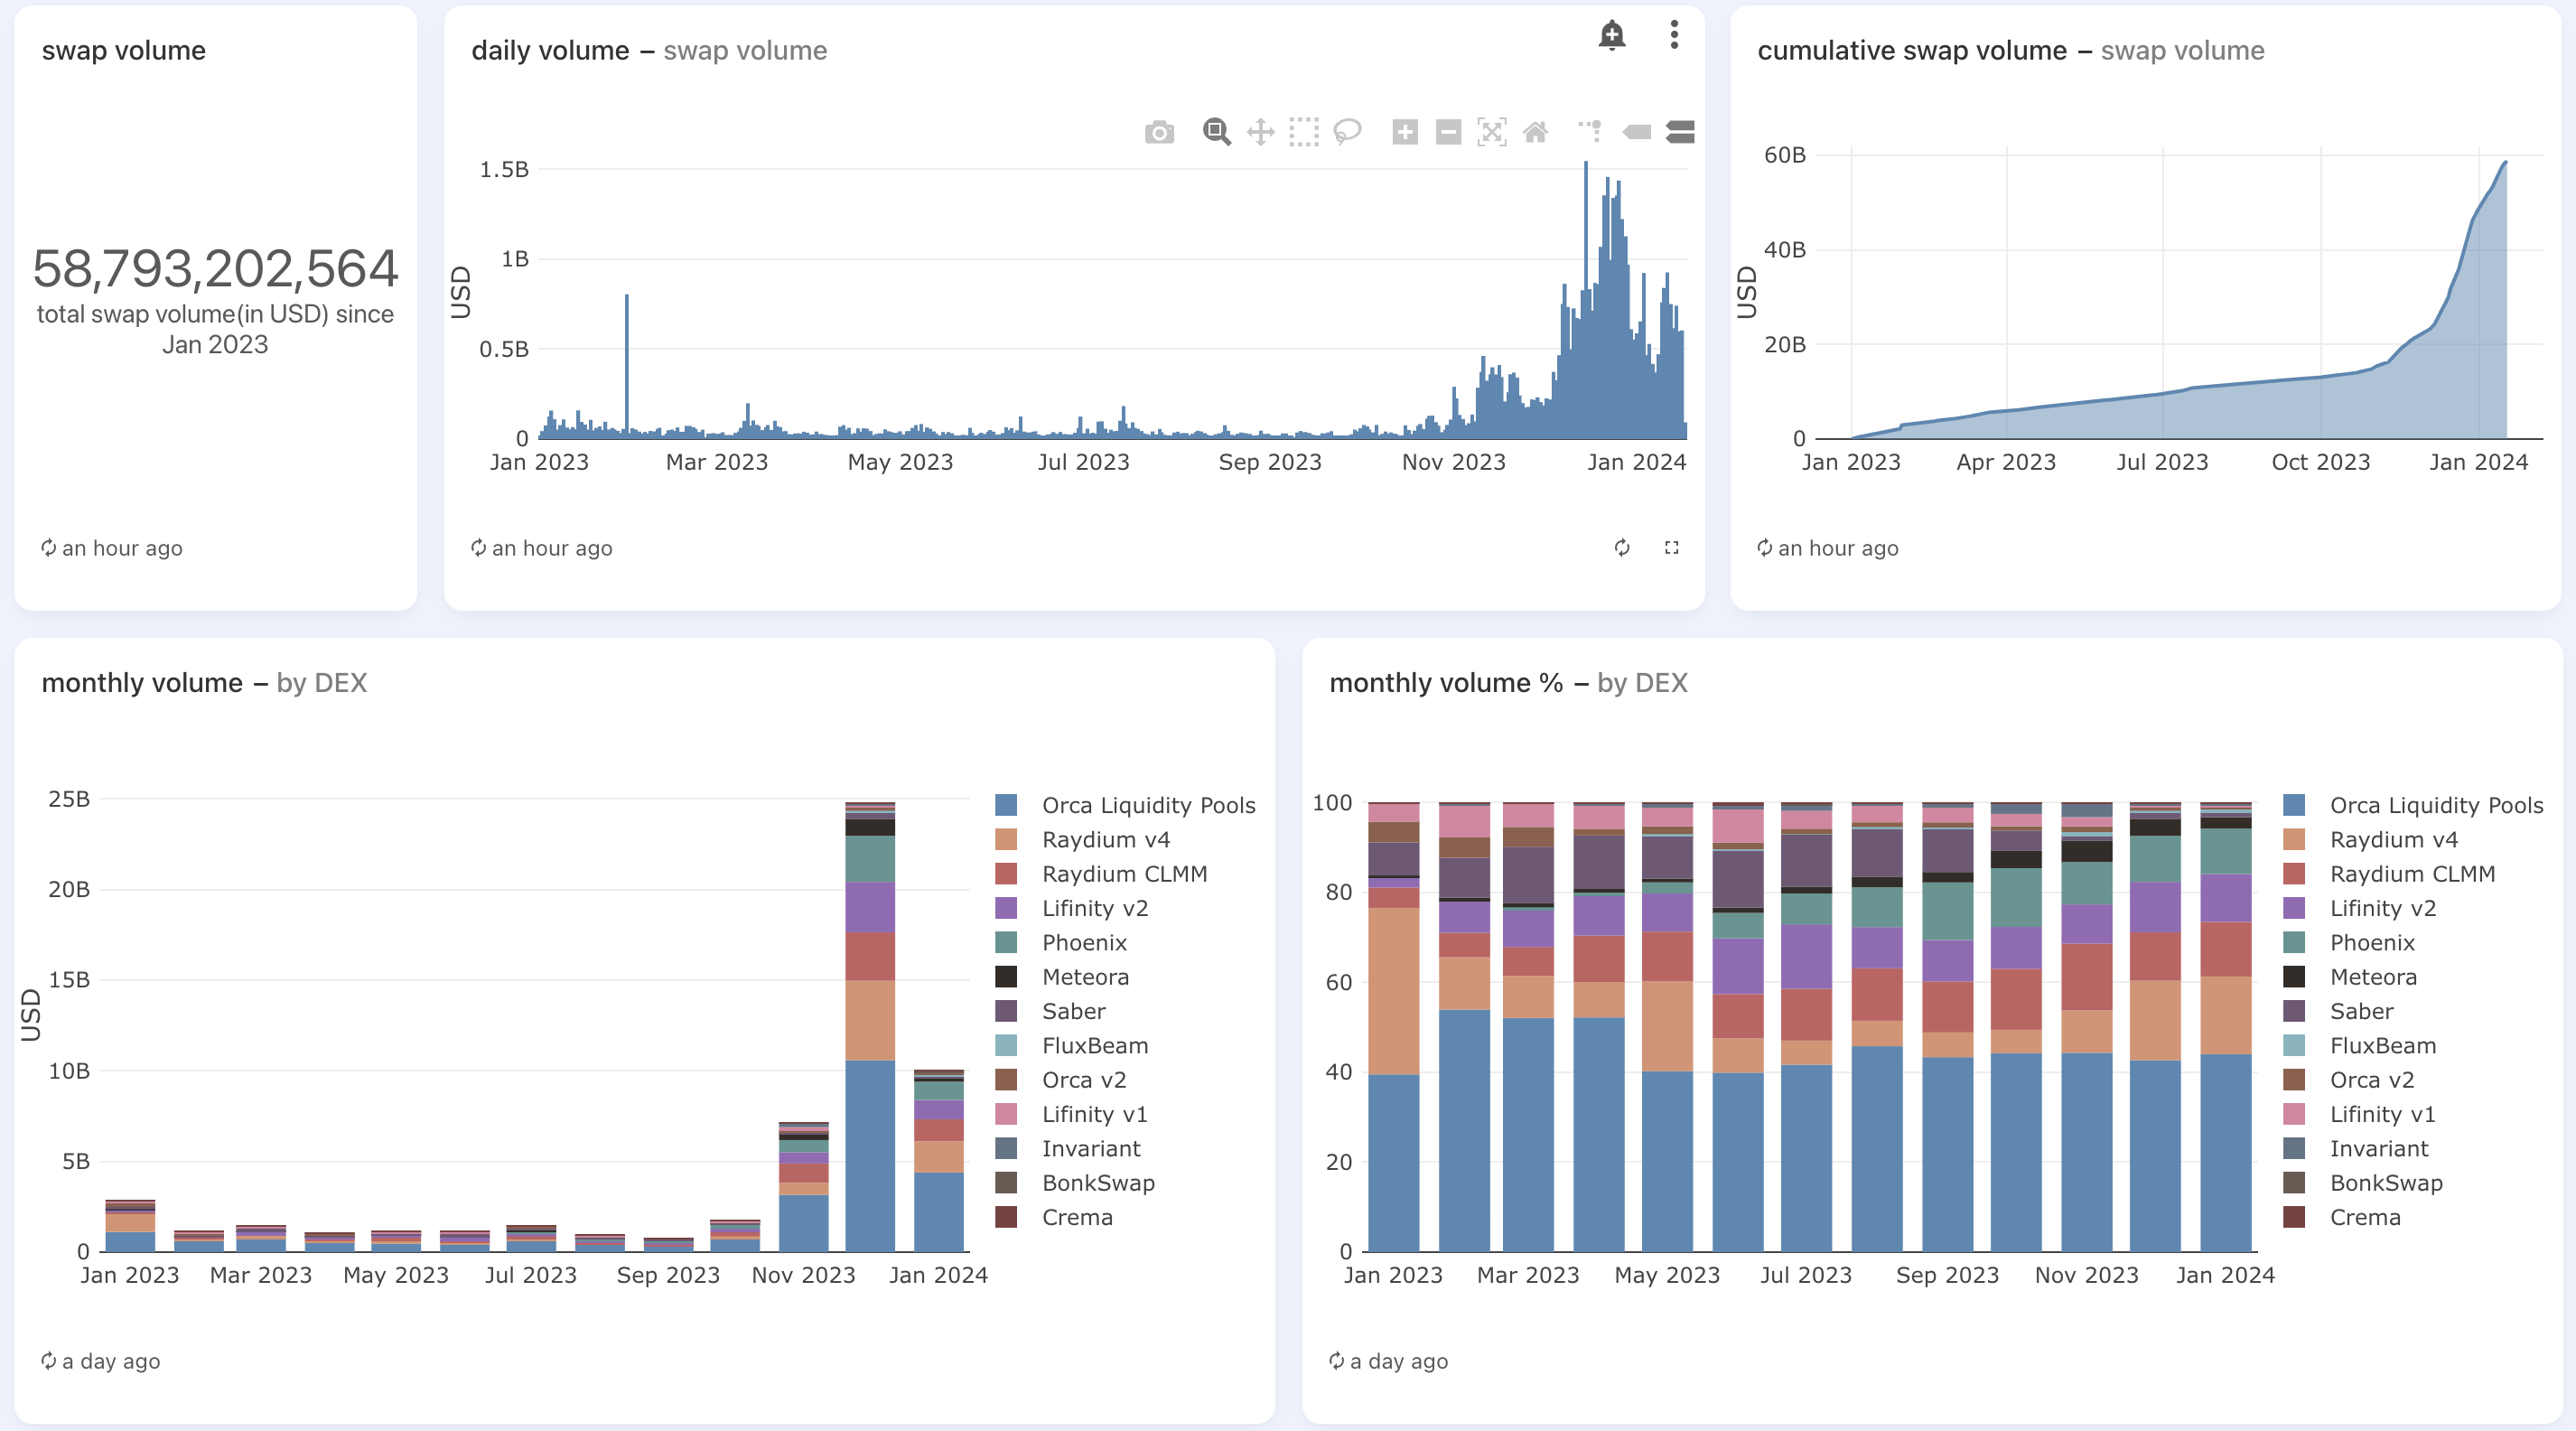 swap volume
58,793,202,564
total swap volume(in USD) since
Jan 2023
an hour ago
daily volume – swap volume
1.5B
1B
0.5B
0
USD
Jan 2023 Mar 2023 May 2023 Jul 2023 Sep 2023 Nov 2023 Jan 2024
an hour ago
cumulative swap volume – swap volume
60B
40B
20B
0
USD
Jan 2023 Apr 2023 Jul 2023 Oct 2023 Jan 2024
an hour ago
monthly volume – by DEX
25B
20B
15B
10B
5B
0
USD
Jan 2023 Mar 2023 May 2023 Jul 2023 Sep 2023 Nov 2023 Jan 2024
Orca Liquidity Pools
Raydium v4
Raydium CLMM
Lifinity v2
Phoenix
Meteora
Saber
FluxBeam
Orca v2
Lifinity v1
Invariant
BonkSwap
Crema
a day ago
monthly volume % – by DEX
100
80
60
40
20
0
Jan 2023 Mar 2023 May 2023 Jul 2023 Sep 2023 Nov 2023 Jan 2024
Orca Liquidity Pools
Raydium v4
Raydium CLMM
Lifinity v2
Phoenix
Meteora
Saber
FluxBeam
Orca v2
Lifinity v1
Invariant
BonkSwap
Crema
a day ago